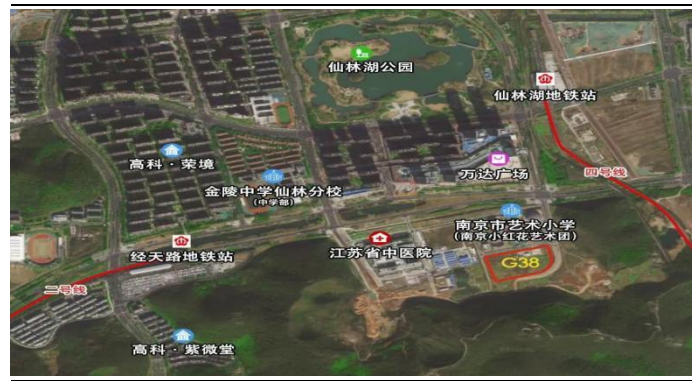 仙林湖公园
仙林湖地铁站
高科·荣境
万达广场
四号线
金陵中学仙林分校
(中学部)
南京市艺术小学
(南京小红花艺术团)
经天路地铁站
江苏省中医院
G38
二号线
高科·紫微堂